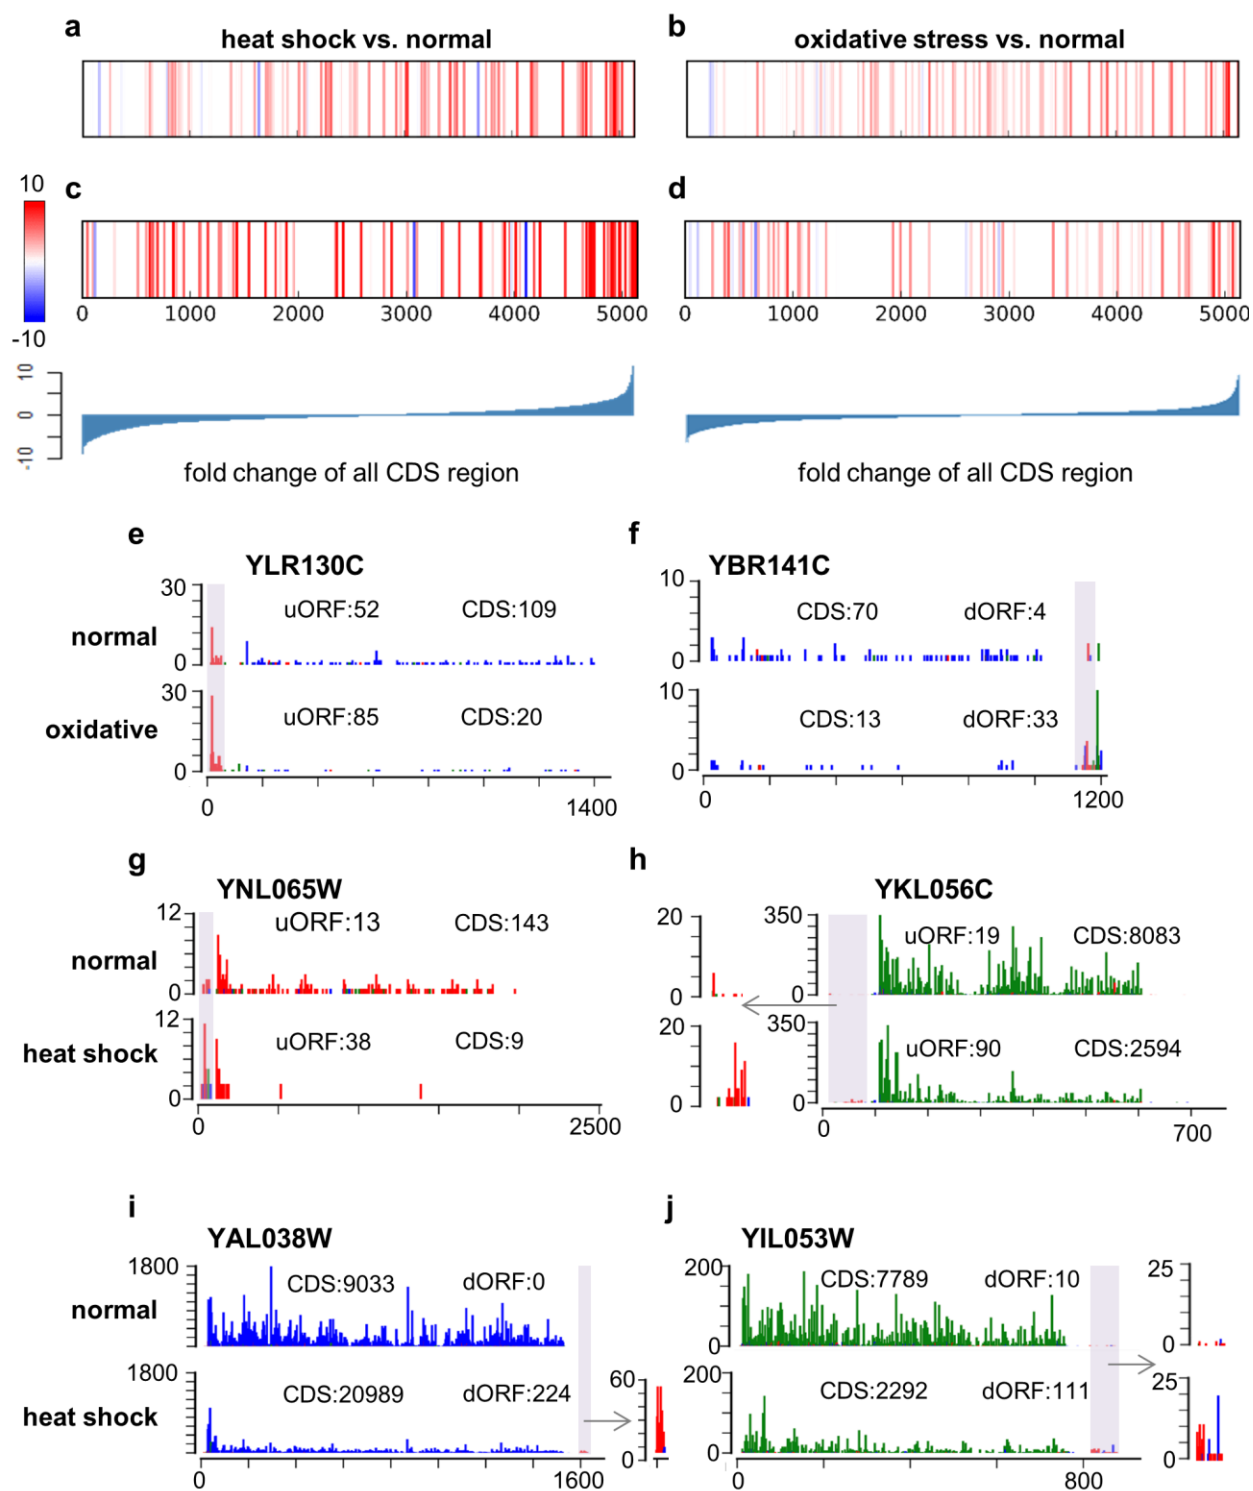 a
heat shock vs. normal
b
oxidative stress vs. normal
10
-10
c
d
0 1000 2000 3000 4000 5000
0 1000 2000 3000 4000 5000
10
0
-10
fold change of all CDS region
fold change of all CDS region
e
YLR130C
normal
30
0
uORF:52
CDS:109
oxidative
30
0
uORF:85
CDS:20
0
1400
f
YBR141C
10
0
CDS:70
dORF:4
10
0
CDS:13
dORF:33
0
1200
g
YNL065W
normal
12
0
uORF:13
CDS:143
heat shock
12
0
uORF:38
CDS:9
0
2500
h
YKL056C
20
0
350
0
uORF:19
CDS:8083
20
0
350
0
uORF:90
CDS:2594
0
700
i
YAL038W
normal
1800
0
CDS:9033
dORF:0
heat shock
1800
0
CDS:20989
dORF:224
60
0
0
1600
j
YIL053W
200
0
CDS:7789
dORF:10
25
0
200
0
CDS:2292
dORF:111
25
0
0
800